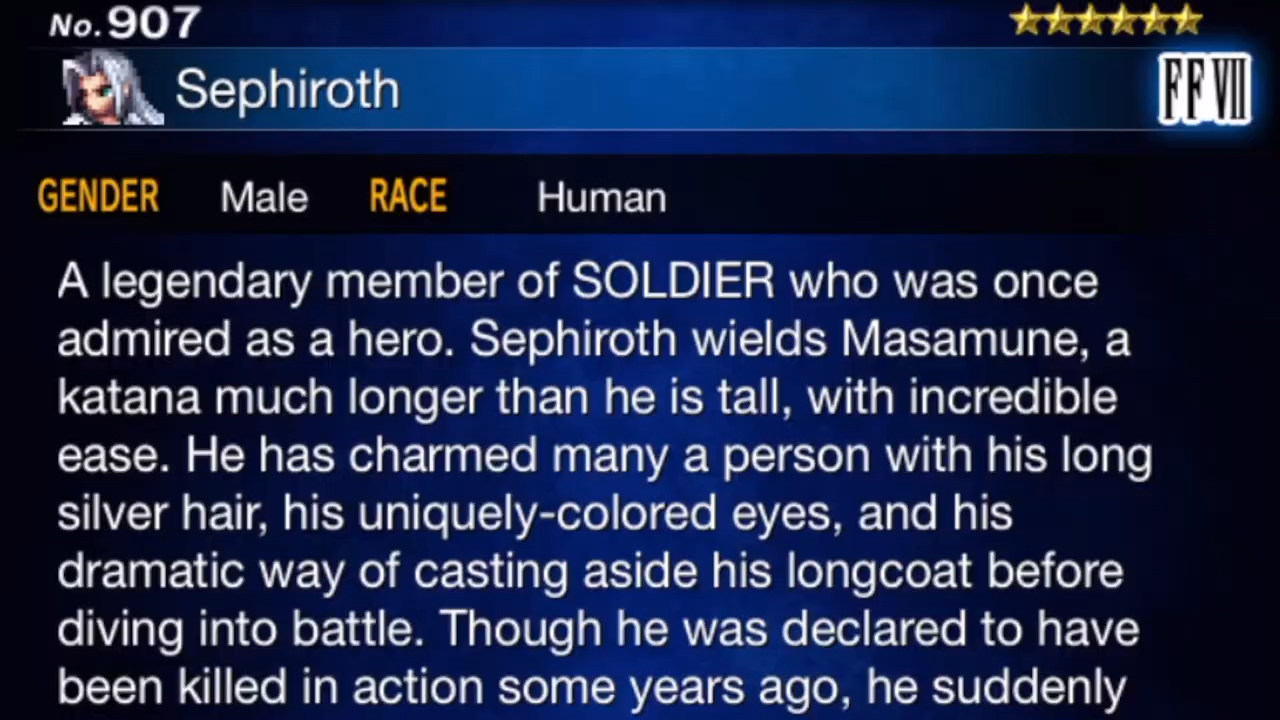 No. 907
Sephiroth
FF VII
GENDER Male RACE Human
A legendary member of SOLDIER who was once
admired as a hero. Sephiroth wields Masamune, a
katana much longer than he is tall, with incredible
ease. He has charmed many a person with his long
silver hair, his uniquely-colored eyes, and his
dramatic way of casting aside his longcoat before
diving into battle. Though he was declared to have
been killed in action some years ago, he suddenly